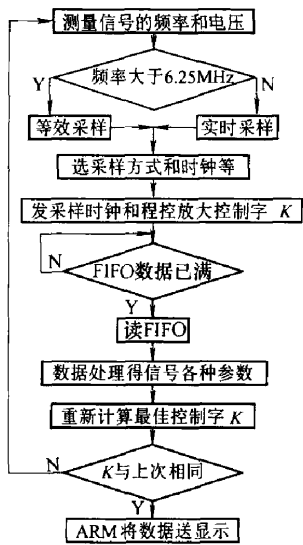 测量信号的频率和电压
Y
频率大于6.25MHz
N
等效采样
实时采样
选采样方式和时钟等
发采样时钟和程控放大控制字 K
N
FIFO数据已满
Y
读FIFO
数据处理得信号各种参数
重新计算最佳控制字 K
N
K与上次相同
Y
ARM将数据送显示